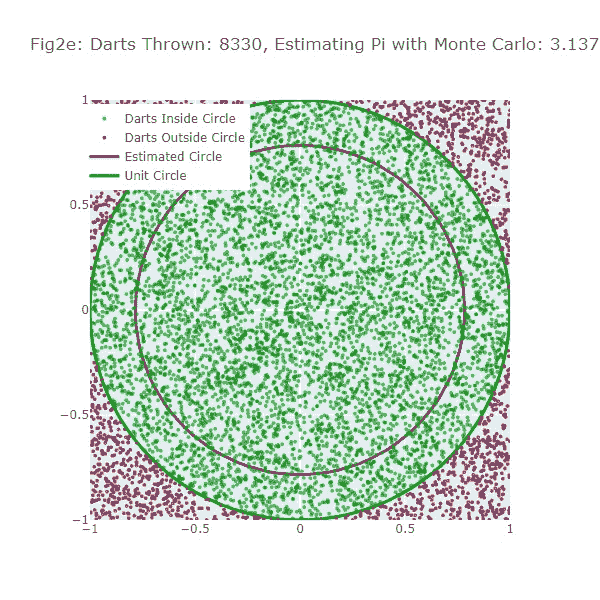 Fig2e: Darts Thrown: 8330, Estimating Pi with Monte Carlo: 3.137
1
Darts Inside Circle
Darts Outside Circle
Estimated Circle
Unit Circle
0.5
0
−0.5
−1
−1 −0.5 0 0.5 1